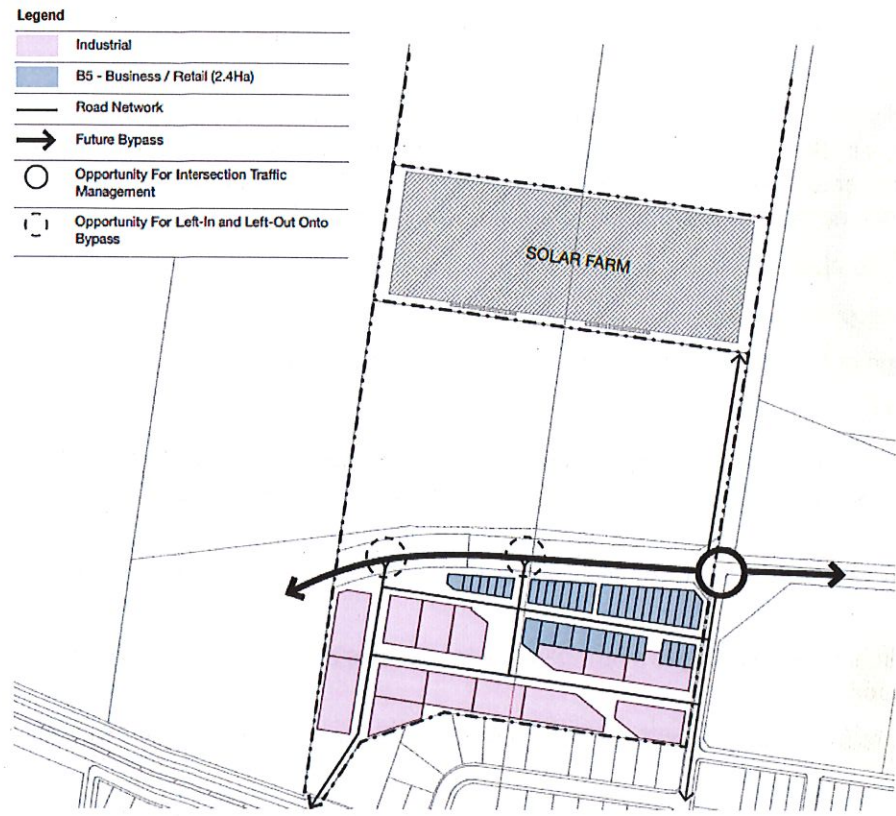 Legend
Industrial
B5 - Business / Retail (2.4Ha)
Road Network
Future Bypass
Opportunity For Intersection Traffic
Management
Opportunity For Left-In and Left-Out Onto
Bypass
SOLAR FARM